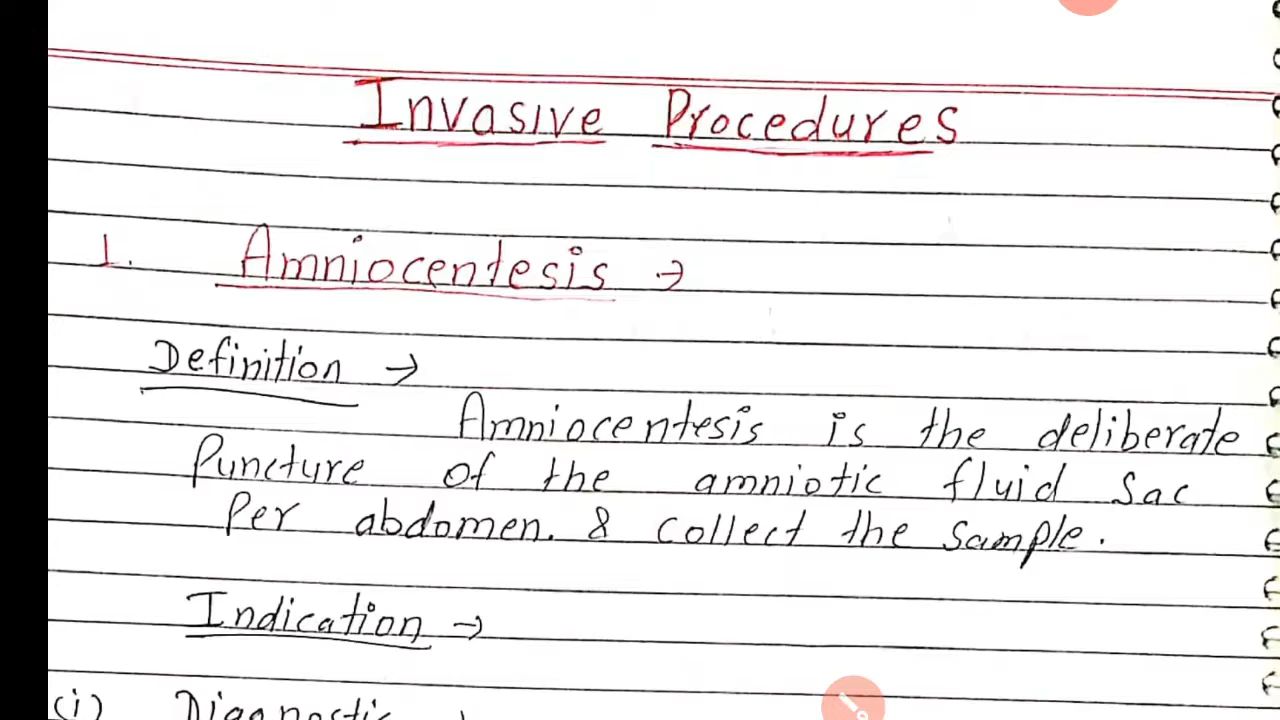 Invasive Procedures
1. Amniocentesis →
Definition →
Amniocentesis is the deliberate
Puncture of the amniotic fluid Sac
Per abdomen. & collect the Sample.
Indication →
(i) Diagnostic →